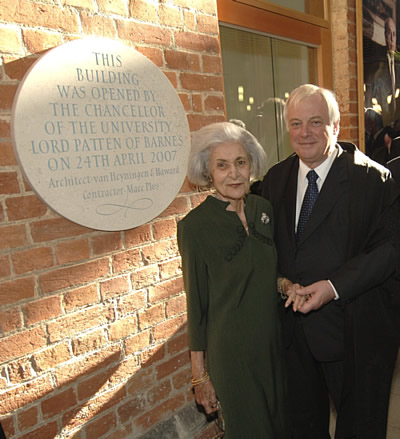 THIS
BUILDING
WAS OPENED BY
THE CHANCELLOR
OF THE UNIVERSITY
LORD PATTEN OF BARNES
ON 24TH APRIL 2007
Architect·van Heyningen & Haward
Contractor·Mace Plus